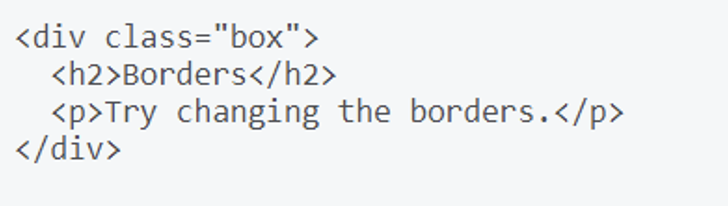 <div class="box">
  <h2>Borders</h2>
  <p>Try changing the borders.</p>
</div>